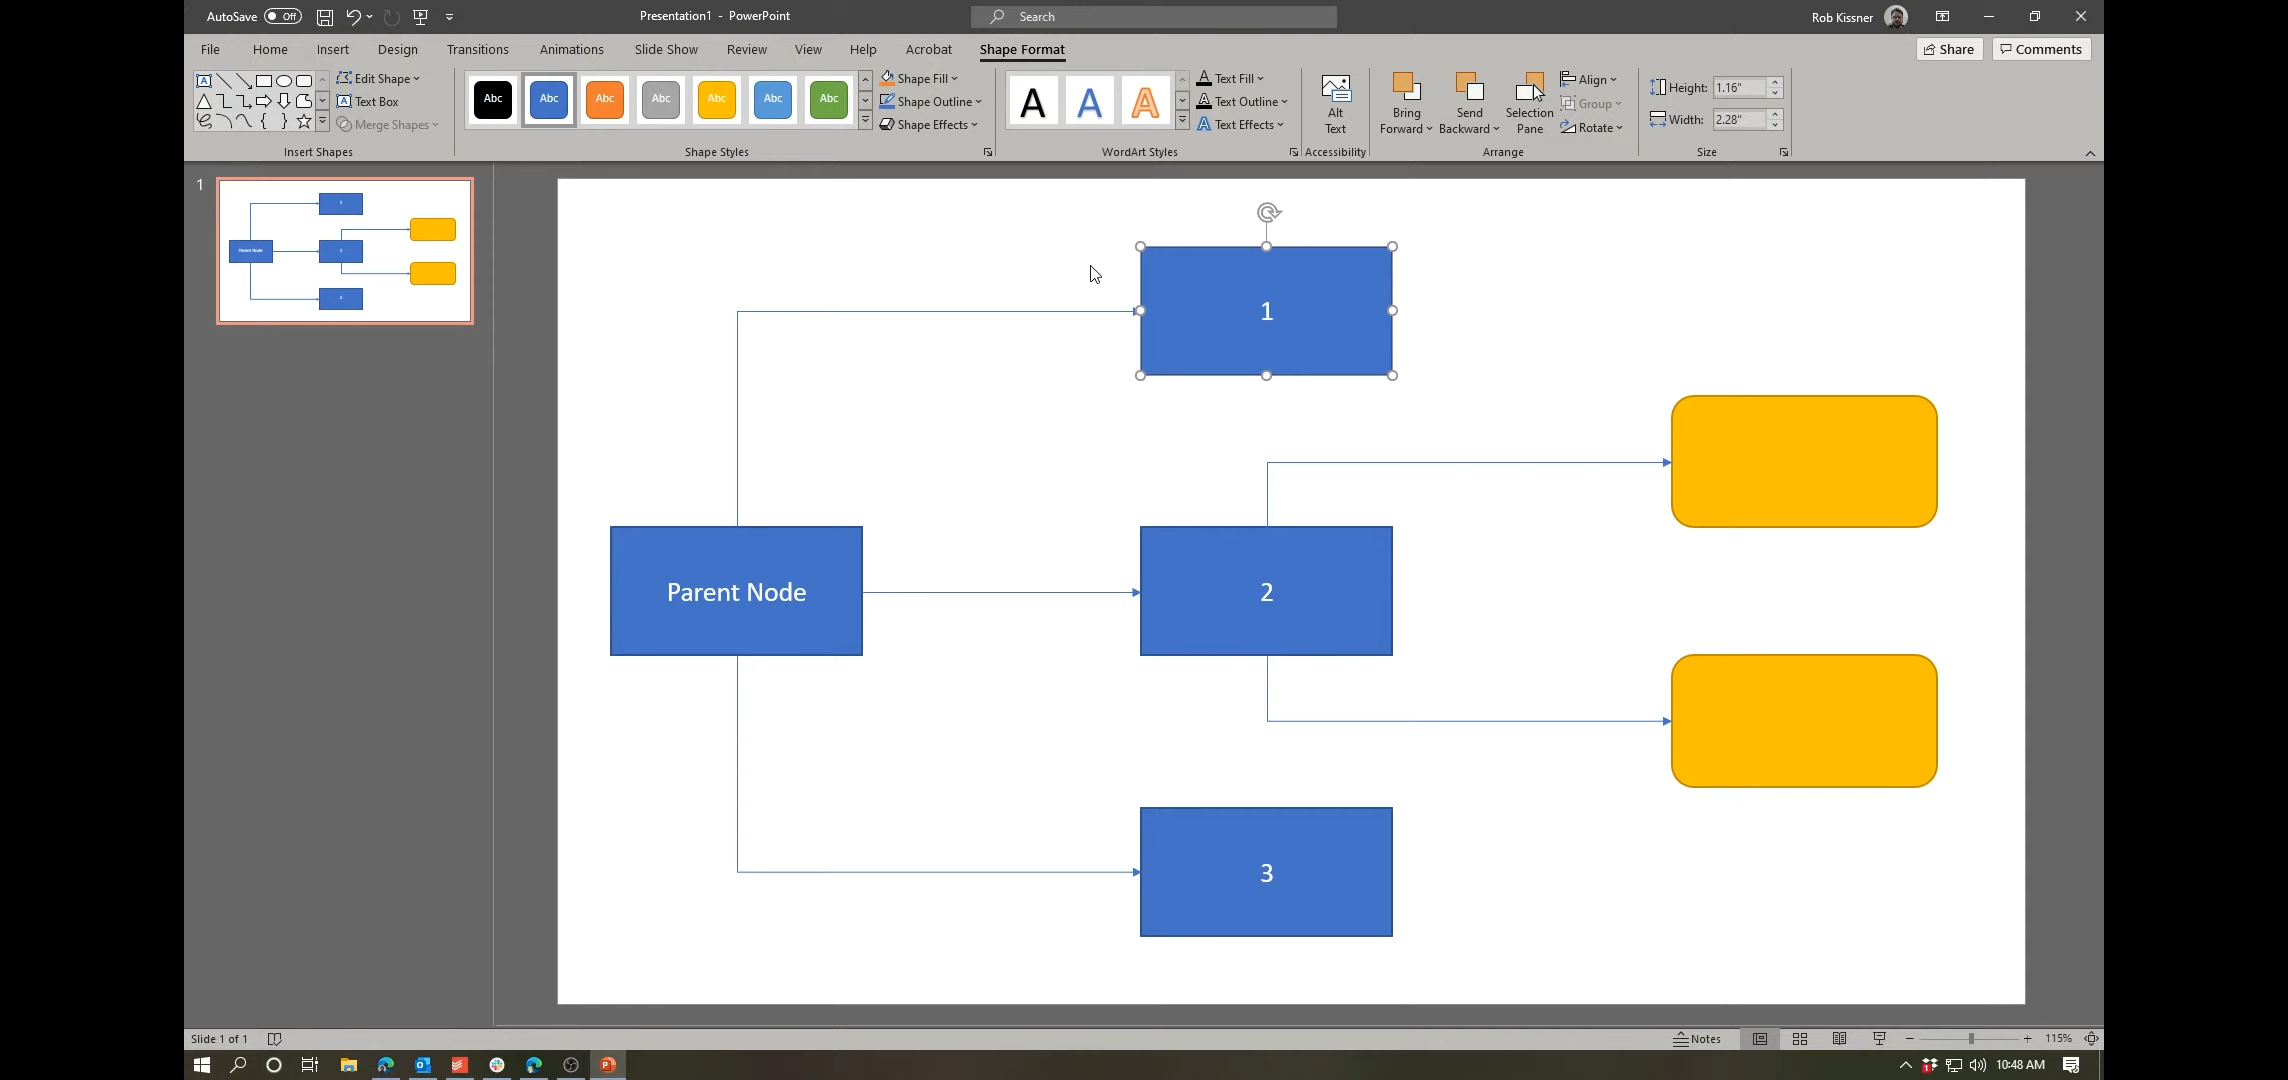 AutoSave Off
Presentation1 - PowerPoint
Search
Rob Kissner
File Home Insert Design Transitions Animations Slide Show Review View Help Acrobat Shape Format
Share Comments
Edit Shape
Text Box
Merge Shapes
Insert Shapes
Abc Abc Abc Abc Abc Abc Abc
Shape Fill
Shape Outline
Shape Effects
Shape Styles
A A A
Text Fill
Text Outline
Text Effects
WordArt Styles
Alt
Text
Accessibility
Bring
Forward
Send
Backward
Selection
Pane
Align
Group
Rotate
Arrange
Height: 1.16"
Width: 2.28"
Size
1
Parent Node
2
1
Parent Node
2
3
Slide 1 of 1
Notes
115%
10:48 AM